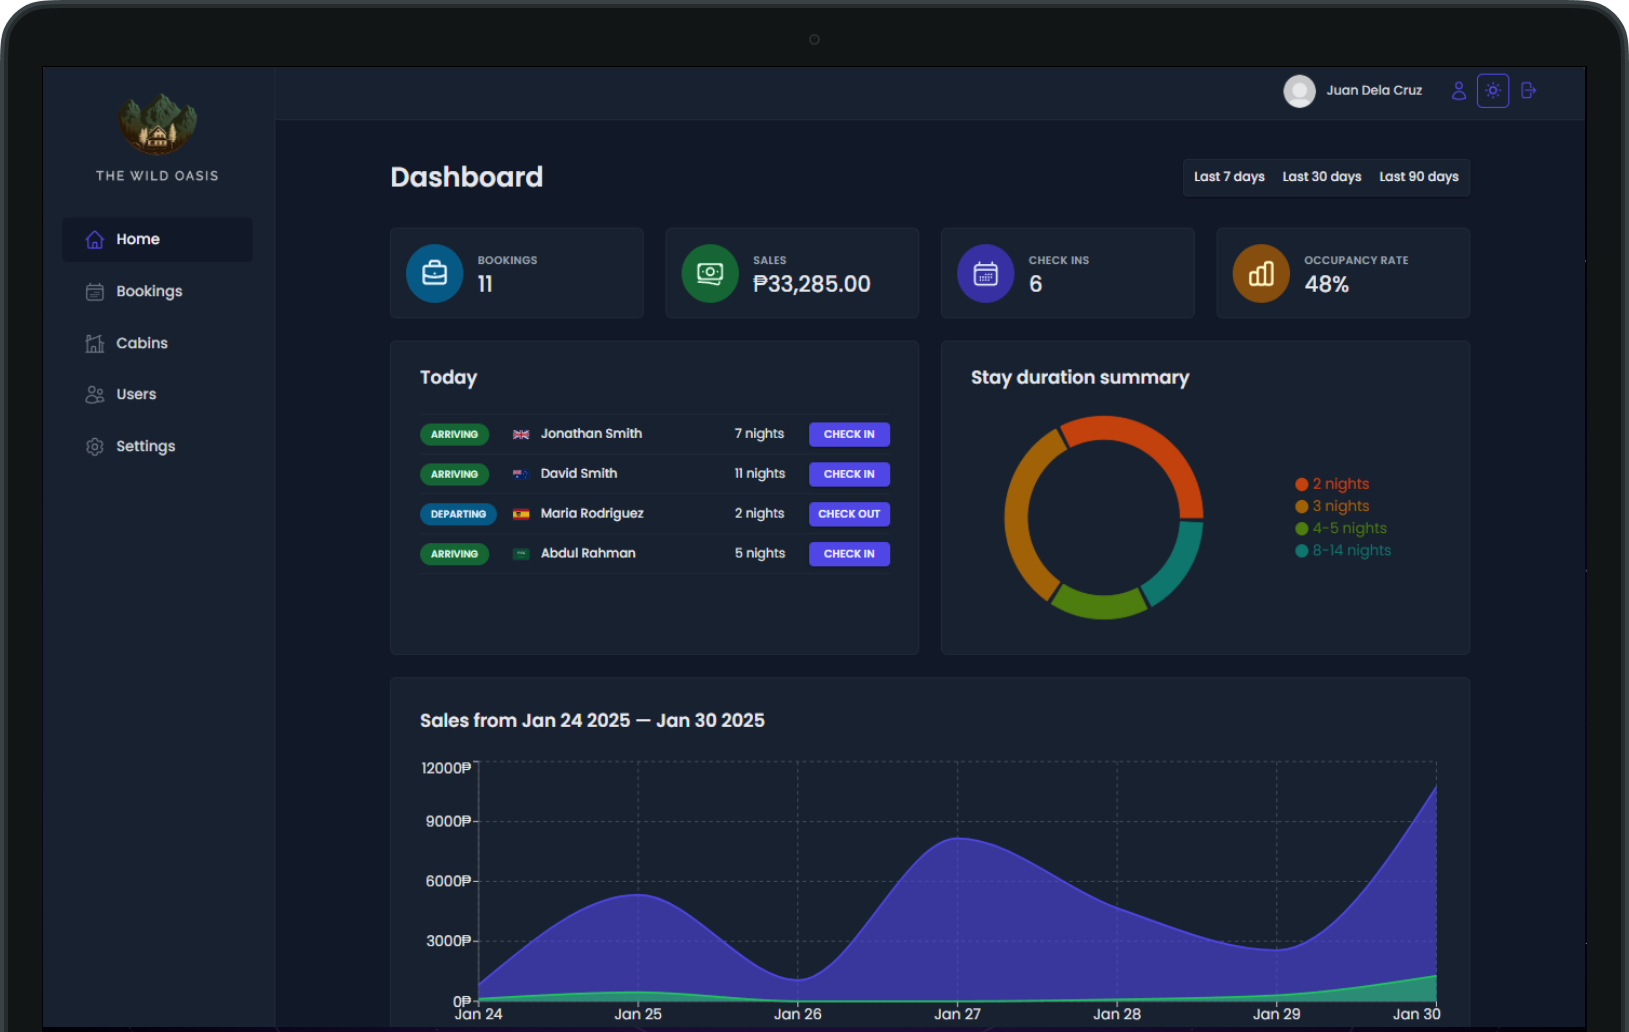 Juan Dela Cruz
THE WILD OASIS
Home
Bookings
Cabins
Users
Settings
Dashboard
Last 7 days Last 30 days Last 90 days
BOOKINGS
11
SALES
₱33,285.00
CHECK INS
6
OCCUPANCY RATE
48%
Today
ARRIVING Jonathan Smith 7 nights CHECK IN
ARRIVING David Smith 11 nights CHECK IN
DEPARTING Maria Rodriguez 2 nights CHECK OUT
ARRIVING Abdul Rahman 5 nights CHECK IN
Stay duration summary
2 nights
3 nights
4-5 nights
8-14 nights
Sales from Jan 24 2025 — Jan 30 2025
12000₱
9000₱
6000₱
3000₱
0₱
Jan 24 Jan 25 Jan 26 Jan 27 Jan 28 Jan 29 Jan 30